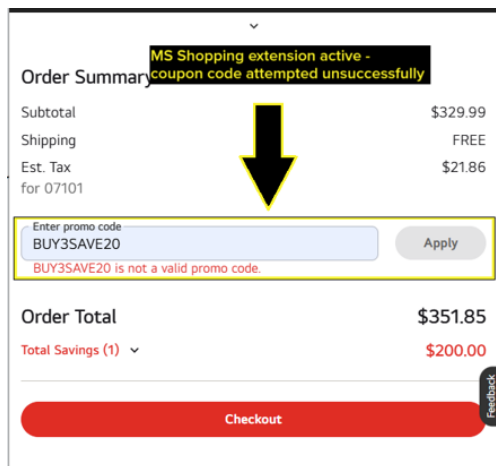 MS Shopping extension active -
coupon code attempted unsuccessfully
Order Summary
Subtotal $329.99
Shipping FREE
Est. Tax $21.86
for 07101
Enter promo code
BUY3SAVE20 Apply
BUY3SAVE20 is not a valid promo code.
Order Total $351.85
Total Savings (1) $200.00
Feedback
Checkout